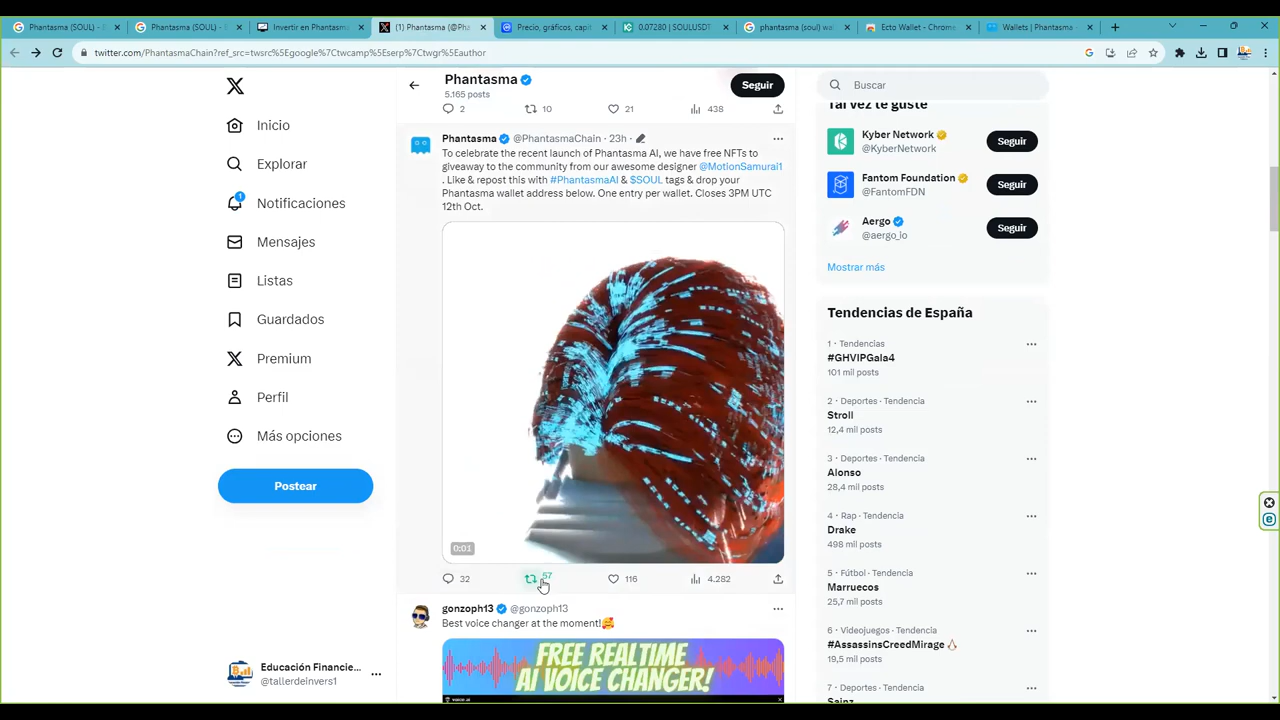 Phantasma (SOUL) -
Phantasma (SOUL) -
Invertir en Phantasm
(1) Phantasma (@Pha
Precio, gráficos, capit
0.07280 | SOULUSDT
phantasma (soul) wa
Ecto Wallet - Chrome
Wallets | Phantasma
twitter.com/PhantasmaChain?ref_src=twsrc%5Egoogle%7Ctwcamp%5Eserp%7Ctwgr%5Eauthor
Inicio
Explorar
1
Notificaciones
Mensajes
Listas
Guardados
Premium
Perfil
Más opciones
Postear
Educación Financie...
@tallerdeinvers1
Phantasma
5.165 posts
Seguir
2 10 21 438
Phantasma @PhantasmaChain · 23h ·
To celebrate the recent launch of Phantasma AI, we have free NFTs to
giveaway to the community from our awesome designer @MotionSamurai1
. Like & repost this with #PhantasmaAI & $SOUL tags & drop your
Phantasma wallet address below. One entry per wallet. Closes 3PM UTC
12th Oct.
0:01
32 57 116 4.282
gonzoph13 @gonzoph13
Best voice changer at the moment!🥰
FREE REALTIME
AI VOICE CHANGER!
Buscar
Tal vez te guste
Kyber Network
@KyberNetwork
Seguir
Fantom Foundation
@FantomFDN
Seguir
Aergo
@aergo_io
Seguir
Mostrar más
Tendencias de España
1 · Tendencias
#GHVIPGala4
101 mil posts
2 · Deportes · Tendencia
Stroll
12,4 mil posts
3 · Deportes · Tendencia
Alonso
28,4 mil posts
4 · Rap · Tendencia
Drake
498 mil posts
5 · Fútbol · Tendencia
Marruecos
25,7 mil posts
6 · Videojuegos · Tendencia
#AssassinsCreedMirage
19,5 mil posts
7 · Deportes · Tendencia
Sainz